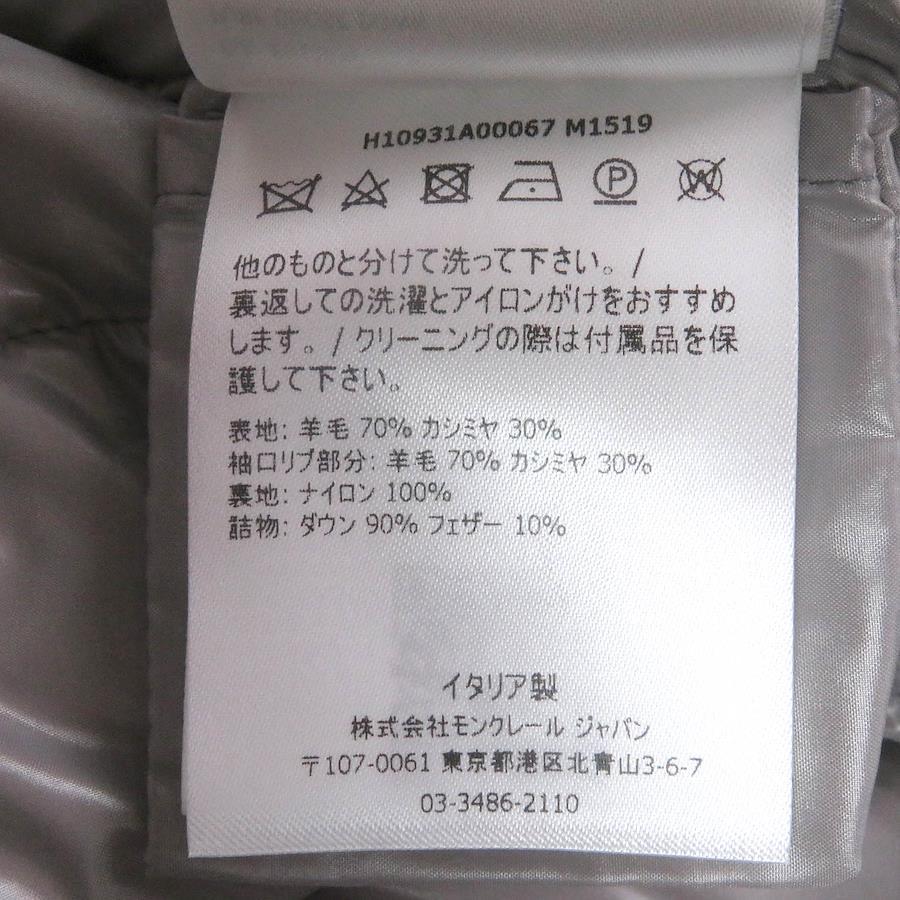 H10931A00067 M1519
P
W
他のものと分けて洗って下さい。/
裏返しての洗濯とアイロンがけをおすすめ
します。/ クリーニングの際は付属品を保
護して下さい。
表地: 羊毛 70% カシミヤ 30%
袖口リブ部分: 羊毛 70% カシミヤ 30%
裏地: ナイロン 100%
詰物: ダウン 90% フェザー 10%
イタリア製
株式会社モンクレール ジャパン
〒107-0061 東京都港区北青山3-6-7
03-3486-2110